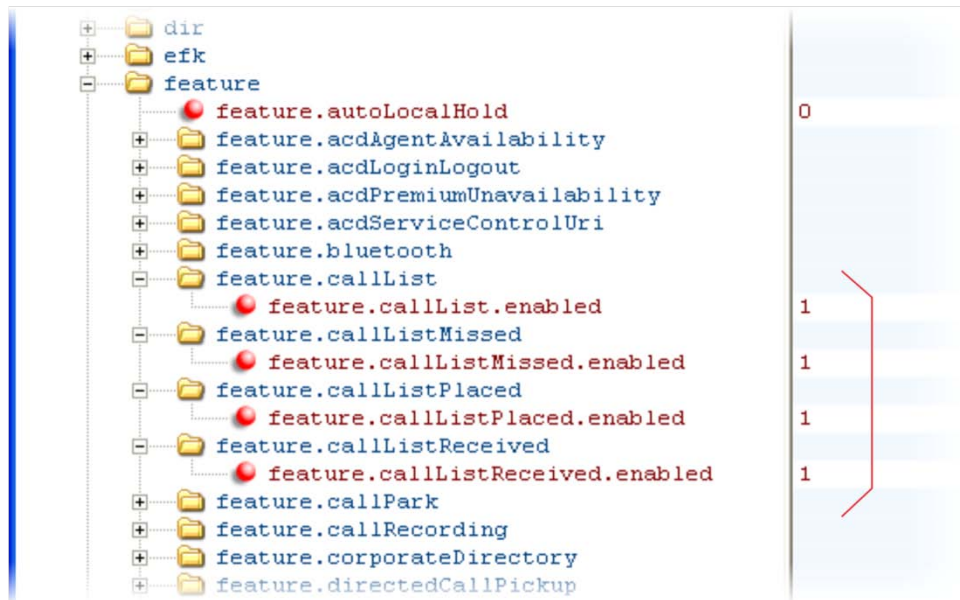 dir
efk
feature
feature.autoLocalHold 0
feature.acdAgentAvailability
feature.acdLoginLogout
feature.acdPremiumUnavailability
feature.acdServiceControlUri
feature.bluetooth
feature.callList
feature.callList.enabled 1
feature.callListMissed
feature.callListMissed.enabled 1
feature.callListPlaced
feature.callListPlaced.enabled 1
feature.callListReceived
feature.callListReceived.enabled 1
feature.callPark
feature.callRecording
feature.corporateDirectory
feature.directedCallPickup